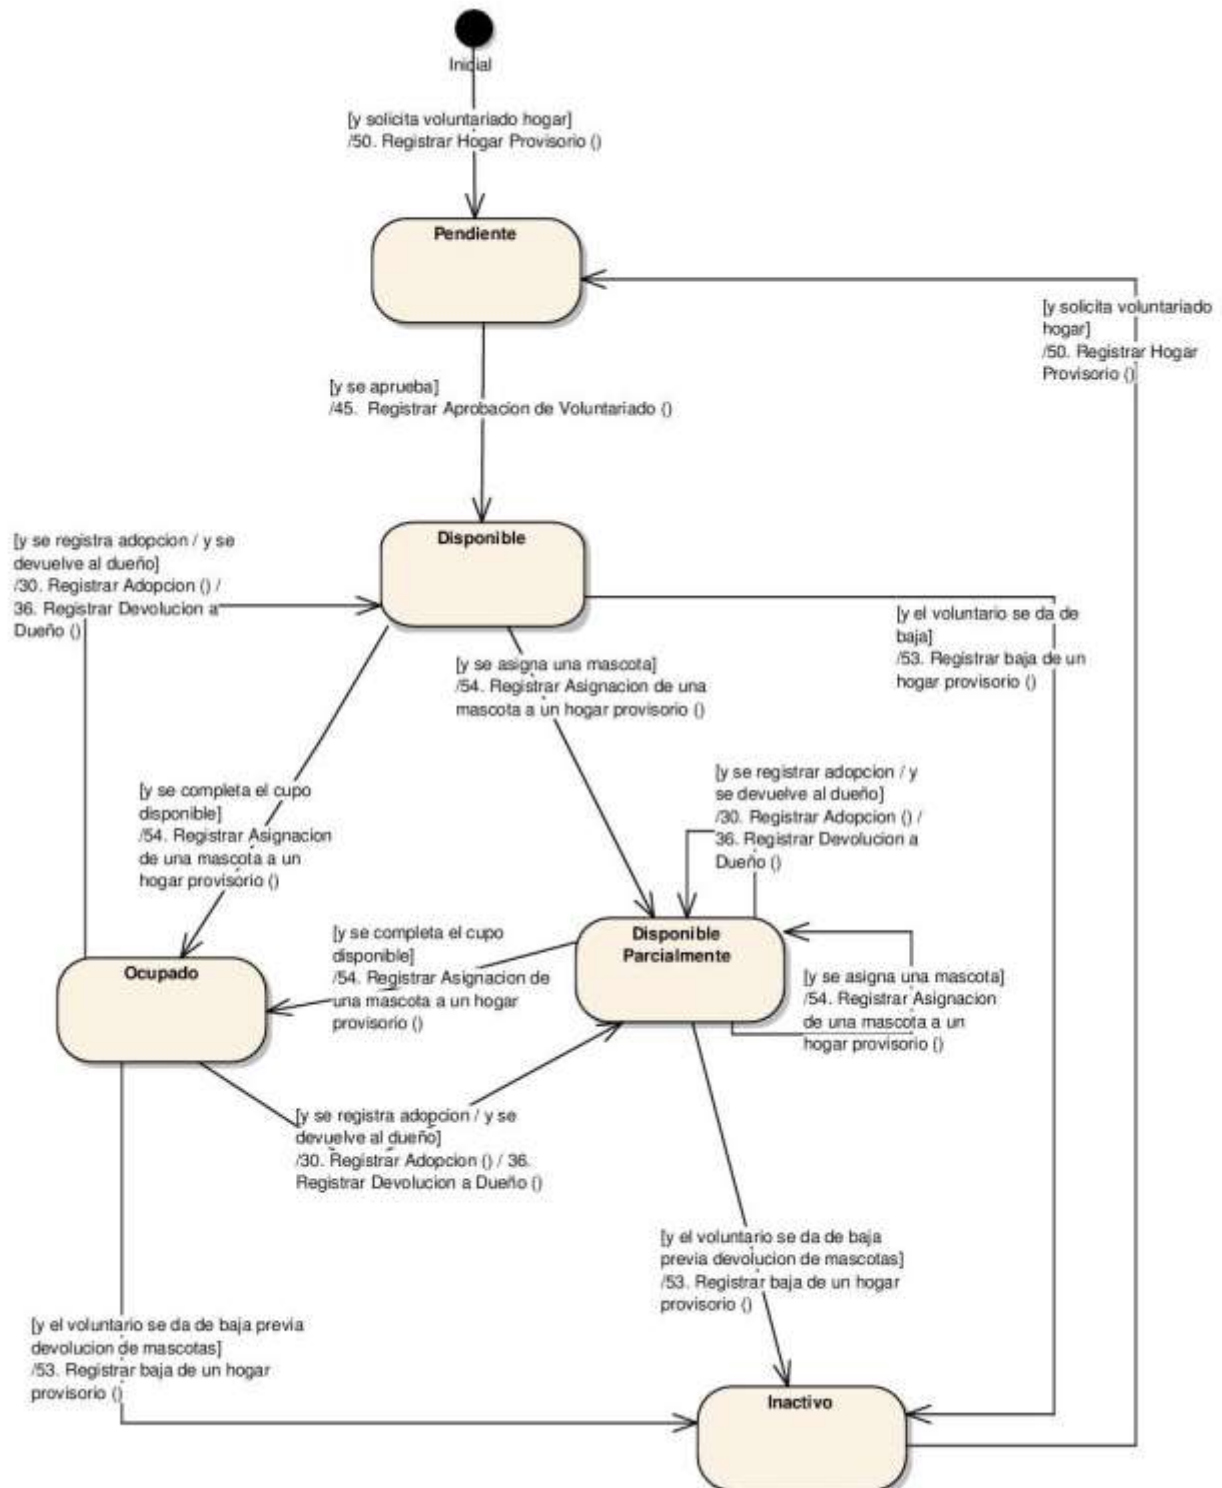 Inicial
[y solicita voluntariado hogar]
/50. Registrar Hogar Provisorio ()
Pendiente
[y solicita voluntariado
hogar]
/50. Registrar Hogar
Provisorio ()
[y se aprueba]
/45.  Registrar Aprobacion de Voluntariado ()
Disponible
[y se registra adopcion / y se
devuelve al dueño]
/30. Registrar Adopcion () /
36. Registrar Devolucion a
Dueño ()
[y el voluntario se da de
baja]
/53. Registrar baja de un
hogar provisorio ()
[y se asigna una mascota]
/54. Registrar Asignacion de una
mascota a un hogar provisorio ()
[y se completa el cupo
disponible]
/54. Registrar Asignacion
de una mascota a un
hogar provisorio ()
[y se registrar adopcion / y
se devuelve al dueño]
/30. Registrar Adopcion () /
36. Registrar Devolucion a
Dueño ()
Disponible
Parcialmente
[y se completa el cupo
disponible]
/54. Registrar Asignacion de
una mascota a un hogar
provisorio ()
Ocupado
[y se asigna una mascota]
/54. Registrar Asignacion
de una mascota a un
hogar provisorio ()
[y se registra adopcion / y se
devuelve al dueño]
/30. Registrar Adopcion () / 36.
Registrar Devolucion a Dueño ()
[y el voluntario se da de baja
previa devolucion de mascotas]
/53. Registrar baja de un hogar
provisorio ()
[y el voluntario se da de baja previa
devolucion de mascotas]
/53. Registrar baja de un hogar
provisorio ()
Inactivo